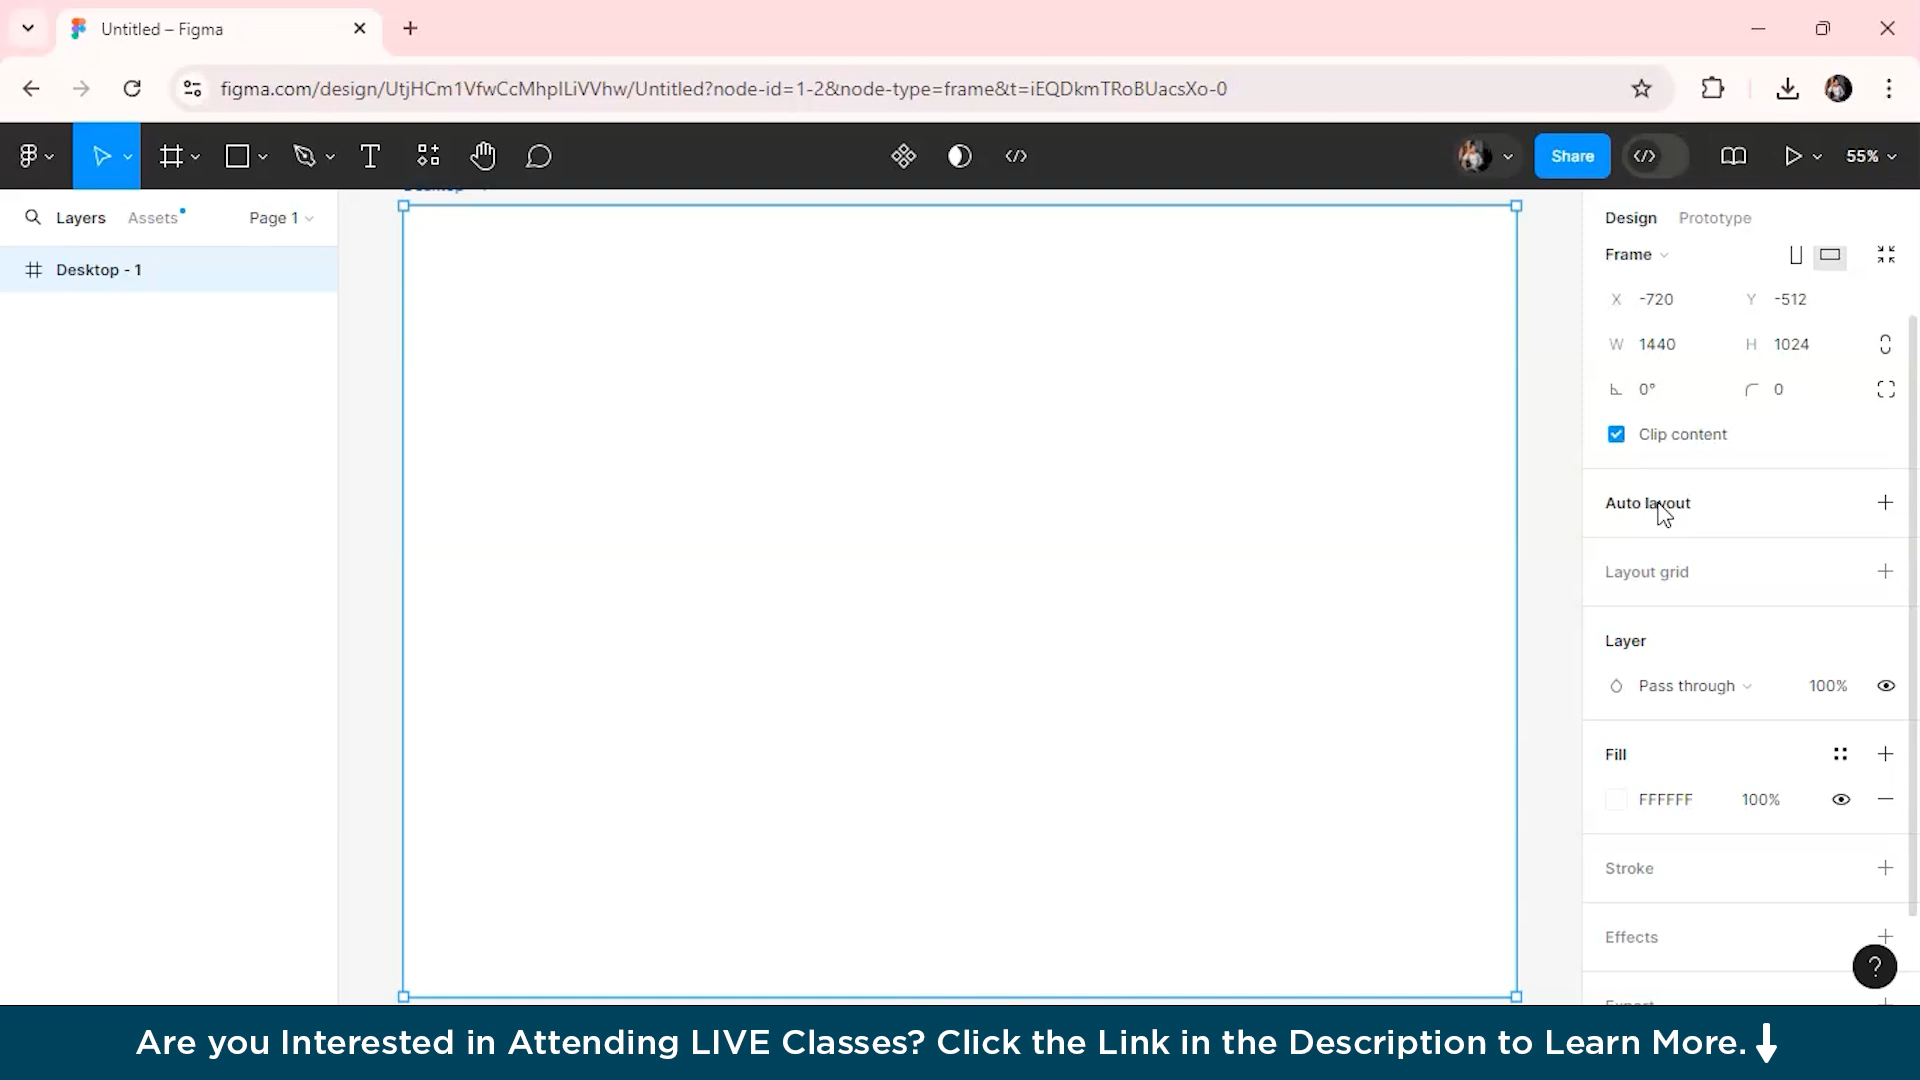 Untitled – Figma
figma.com/design/UtjHCm1VfwCcMhpILiVVhw/Untitled?node-id=1-2&node-type=frame&t=iEQDkmTRoBUacsXo-0
Share
55%
Layers
Assets
Page 1
Desktop - 1
Design
Prototype
Frame
X -720
Y -512
W 1440
H 1024
0°
0
Clip content
Auto layout
Layout grid
Layer
Pass through
100%
Fill
FFFFFF
100%
Stroke
Effects
?
Are you Interested in Attending LIVE Classes? Click the Link in the Description to Learn More.